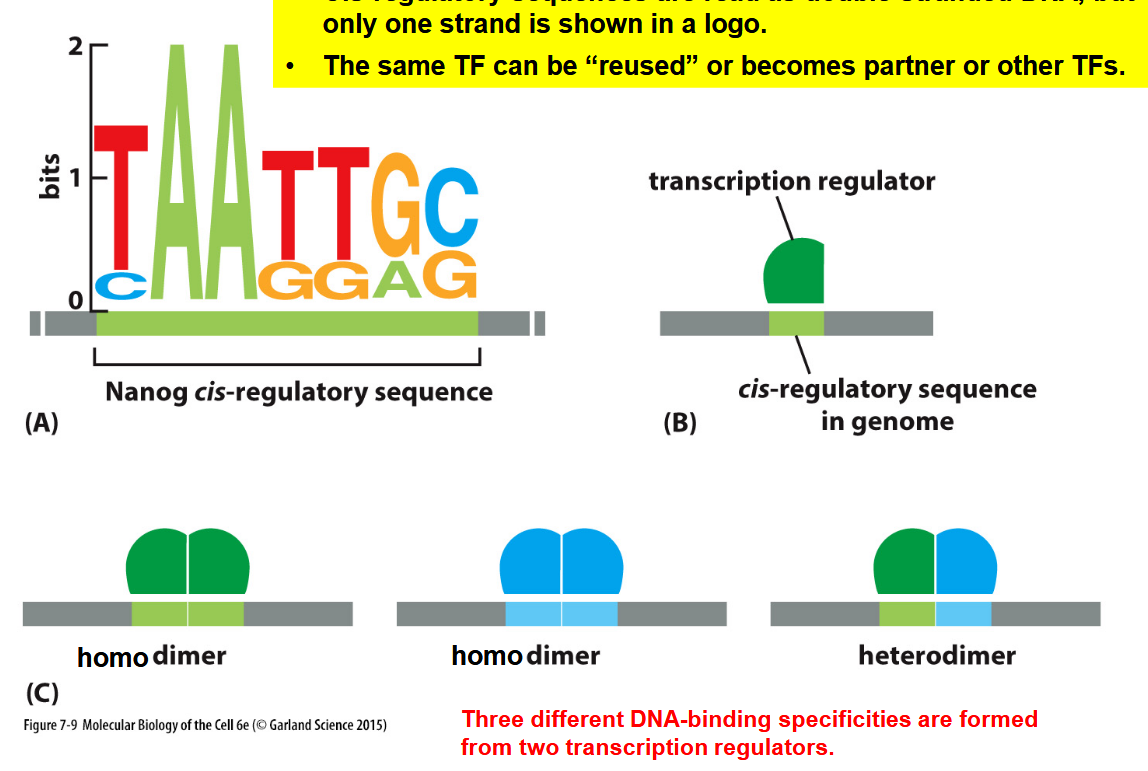 only one strand is shown in a logo.
• The same TF can be “reused” or becomes partner or other TFs.
2
bits
1
0
T A A T T G C
C G G A G
Nanog cis-regulatory sequence
(A)
transcription regulator
cis-regulatory sequence
in genome
(B)
homo dimer
homo dimer
heterodimer
(C)
Figure 7-9 Molecular Biology of the Cell 6e (© Garland Science 2015)
Three different DNA-binding specificities are formed
from two transcription regulators.